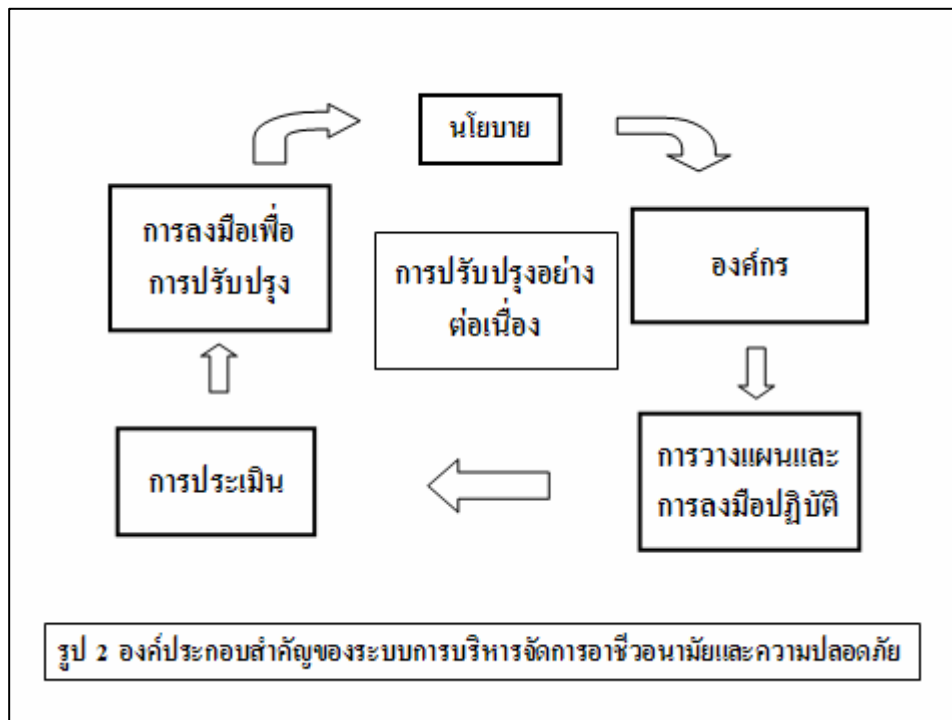 นโยบาย
องค์กร
การวางแผนและ
การลงมือปฏิบัติ
การประเมิน
การลงมือเพื่อ
การปรับปรุง
การปรับปรุงอย่าง
ต่อเนื่อง
รูป 2 องค์ประกอบสำคัญของระบบการบริหารจัดการอาชีวอนามัยและความปลอดภัย